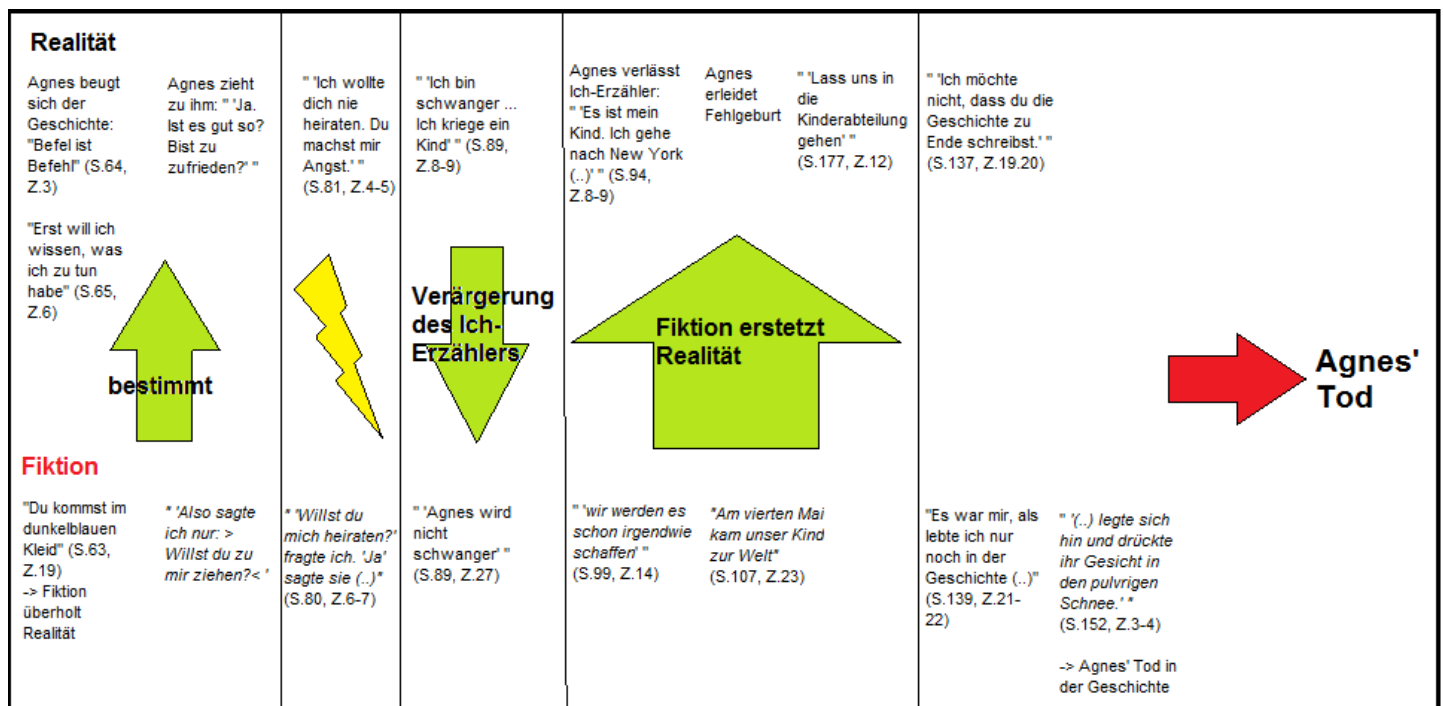 Realität
Agnes beugt
sich der
Geschichte:
"Befel ist
Befehl" (S.64,
Z.3)
"Erst will ich
wissen, was
ich zu tun
habe" (S.65,
Z.6)
Agnes zieht
zu ihm: " 'Ja.
Ist es gut so?
Bist zu
zufrieden?' "
bestimmt
Fiktion
"Du kommst im
dunkelblauen
Kleid" (S.63,
Z.19)
-> Fiktion
überholt
Realität
" 'Also sagte
ich nur: >
Willst du zu
mir ziehen?< '
" 'Ich wollte
dich nie
heiraten. Du
machst mir
Angst.' "
(S.81, Z.4-5)
" 'Willst du
mich heiraten?'
fragte ich. 'Ja'
sagte sie (..)"
(S.80, Z.6-7)
" 'Ich bin
schwanger ...
Ich kriege ein
Kind' " (S.89,
Z.8-9)
Verärgerung
des Ich-
Erzählers
" 'Agnes wird
nicht
schwanger' "
(S.89, Z.27)
Agnes verlässt
Ich-Erzähler:
" 'Es ist mein
Kind. Ich gehe
nach New York
(..)' " (S.94,
Z.8-9)
Agnes
erleidet
Fehlgeburt
" 'Lass uns in
die
Kinderabteilung
gehen' "
(S.177, Z.12)
Fiktion erstetzt
Realität
" 'wir werden es
schon irgendwie
schaffen' "
(S.99, Z.14)
"Am vierten Mai
kam unser Kind
zur Welt"
(S.107, Z.23)
" 'Ich möchte
nicht, dass du die
Geschichte zu
Ende schreibst.' "
(S.137, Z.19.20)
Agnes'
Tod
"Es war mir, als
lebte ich nur
noch in der
Geschichte (..)"
(S.139, Z.21-
22)
" '(..) legte sich
hin und drückte
ihr Gesicht in
den pulvrigen
Schnee.' "
(S.152, Z.3-4)
-> Agnes' Tod in
der Geschichte